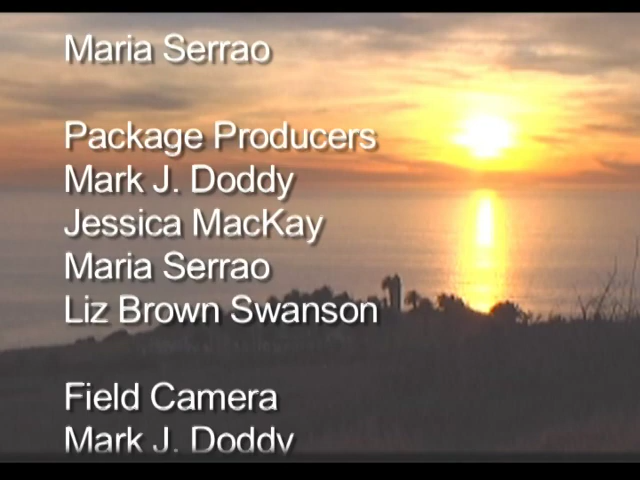 Maria Serrao
Package Producers
Mark J. Doddy
Jessica MacKay
Maria Serrao
Liz Brown Swanson
Field Camera
Mark J. Doddy